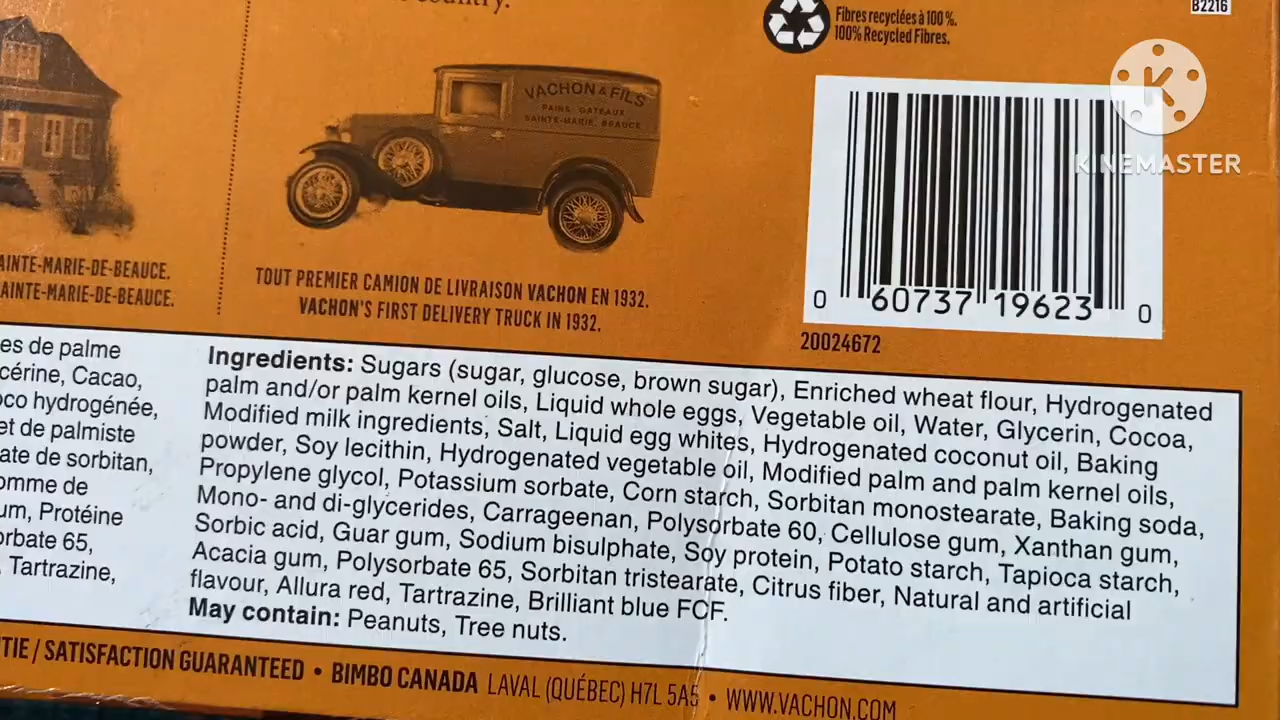 country.
Fibres recyclées à 100 %.
100% Recycled Fibres.
B2216
KINEMASTER
VACHON & FILS
PAINS GATEAUX
SAINTE-MARIE, BEAUCE
AINTE-MARIE-DE-BEAUCE.
AINTE-MARIE-DE-BEAUCE.
TOUT PREMIER CAMION DE LIVRAISON VACHON EN 1932.
VACHON'S FIRST DELIVERY TRUCK IN 1932.
0 60737 19623 0
20024672
es de palme
cérine, Cacao,
oco hydrogénée,
et de palmiste
ate de sorbitan,
omme de
um, Protéine
orbate 65,
Tartrazine,
Ingredients: Sugars (sugar, glucose, brown sugar), Enriched wheat flour, Hydrogenated
palm and/or palm kernel oils, Liquid whole eggs, Vegetable oil, Water, Glycerin, Cocoa,
Modified milk ingredients, Salt, Liquid egg whites, Hydrogenated coconut oil, Baking
powder, Soy lecithin, Hydrogenated vegetable oil, Modified palm and palm kernel oils,
Propylene glycol, Potassium sorbate, Corn starch, Sorbitan monostearate, Baking soda,
Mono- and di-glycerides, Carrageenan, Polysorbate 60, Cellulose gum, Xanthan gum,
Sorbic acid, Guar gum, Sodium bisulphate, Soy protein, Potato starch, Tapioca starch,
Acacia gum, Polysorbate 65, Sorbitan tristearate, Citrus fiber, Natural and artificial
flavour, Allura red, Tartrazine, Brilliant blue FCF.
May contain: Peanuts, Tree nuts.
TIE / SATISFACTION GUARANTEED • BIMBO CANADA LAVAL (QUÉBEC) H7L 5A5 • WWW.VACHON.COM